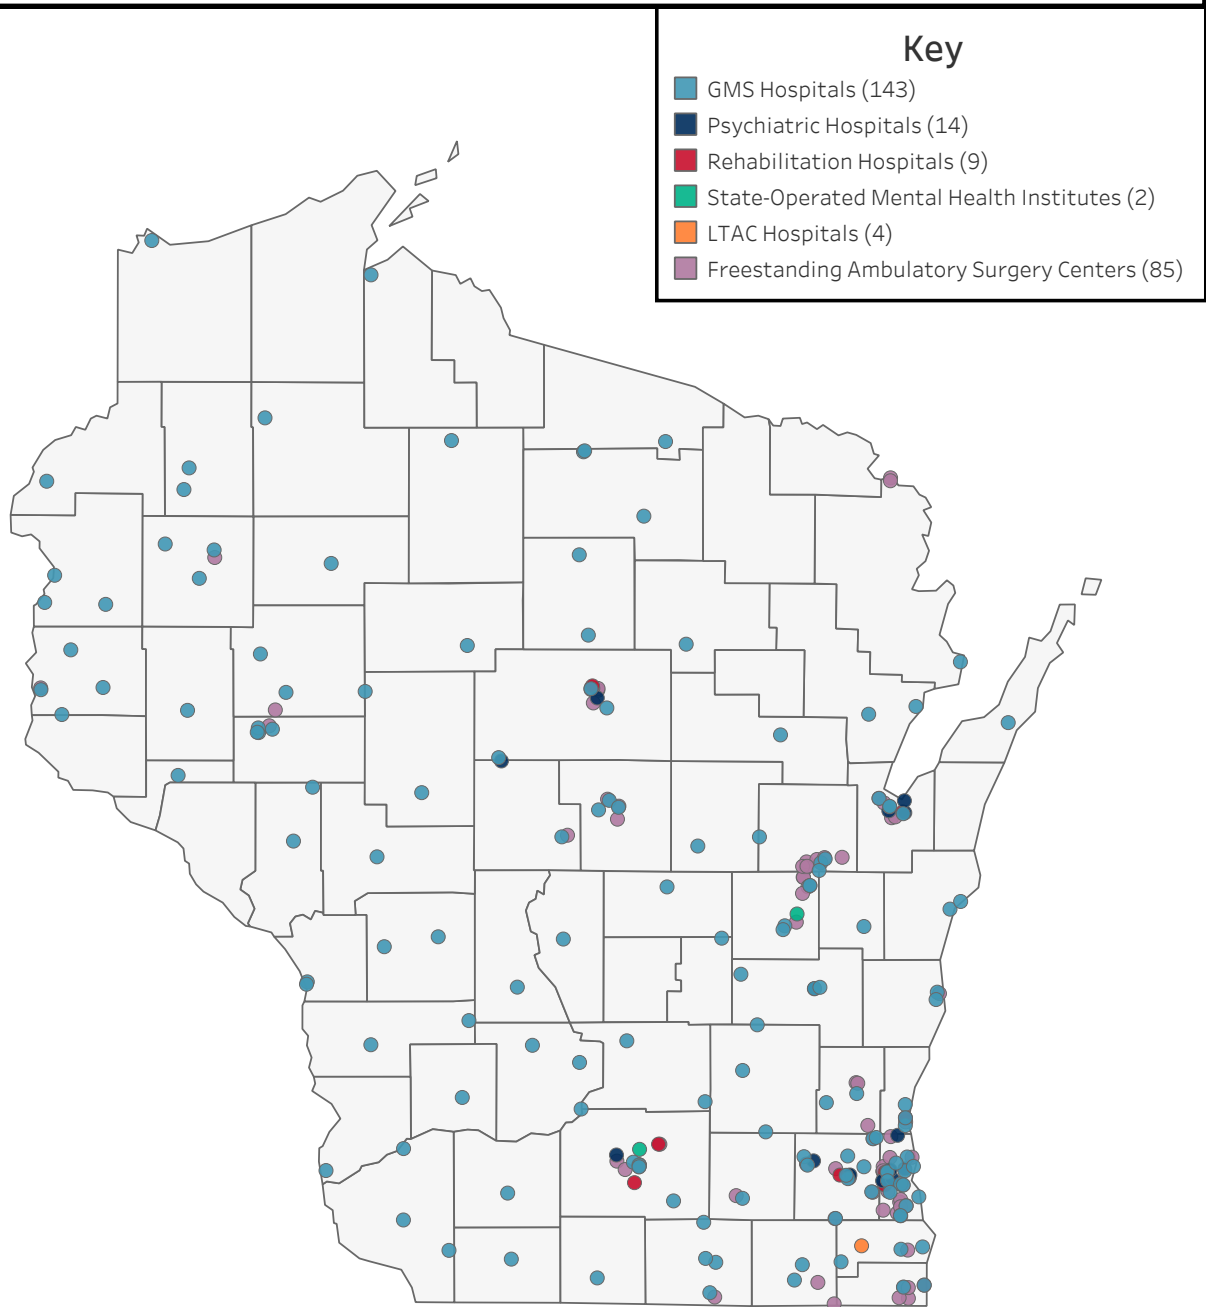 Key
GMS Hospitals (143)
Psychiatric Hospitals (14)
Rehabilitation Hospitals (9)
State-Operated Mental Health Institutes (2)
LTAC Hospitals (4)
Freestanding Ambulatory Surgery Centers (85)